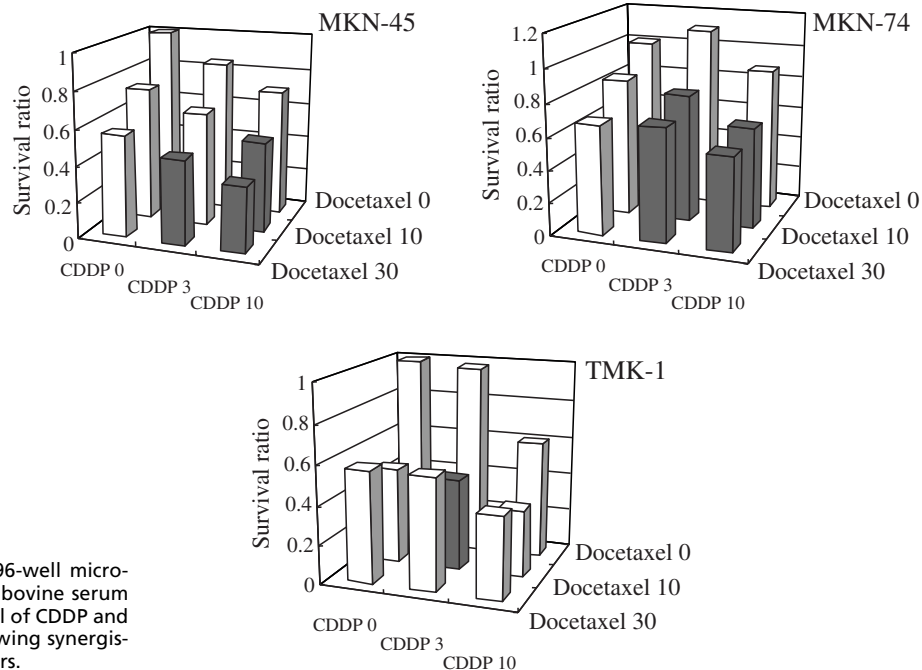 MKN-45
Survival ratio
1
0.8
0.6
0.4
0.2
0
CDDP 0
CDDP 3
CDDP 10
Docetaxel 0
Docetaxel 10
Docetaxel 30
MKN-74
Survival ratio
1.2
1
0.8
0.6
0.4
0.2
0
CDDP 0
CDDP 3
CDDP 10
Docetaxel 0
Docetaxel 10
Docetaxel 30
TMK-1
Survival ratio
1
0.8
0.6
0.4
0.2
0
CDDP 0
CDDP 3
CDDP 10
Docetaxel 0
Docetaxel 10
Docetaxel 30
96-well micro-
bovine serum
l of CDDP and
wing synergis-
rs.